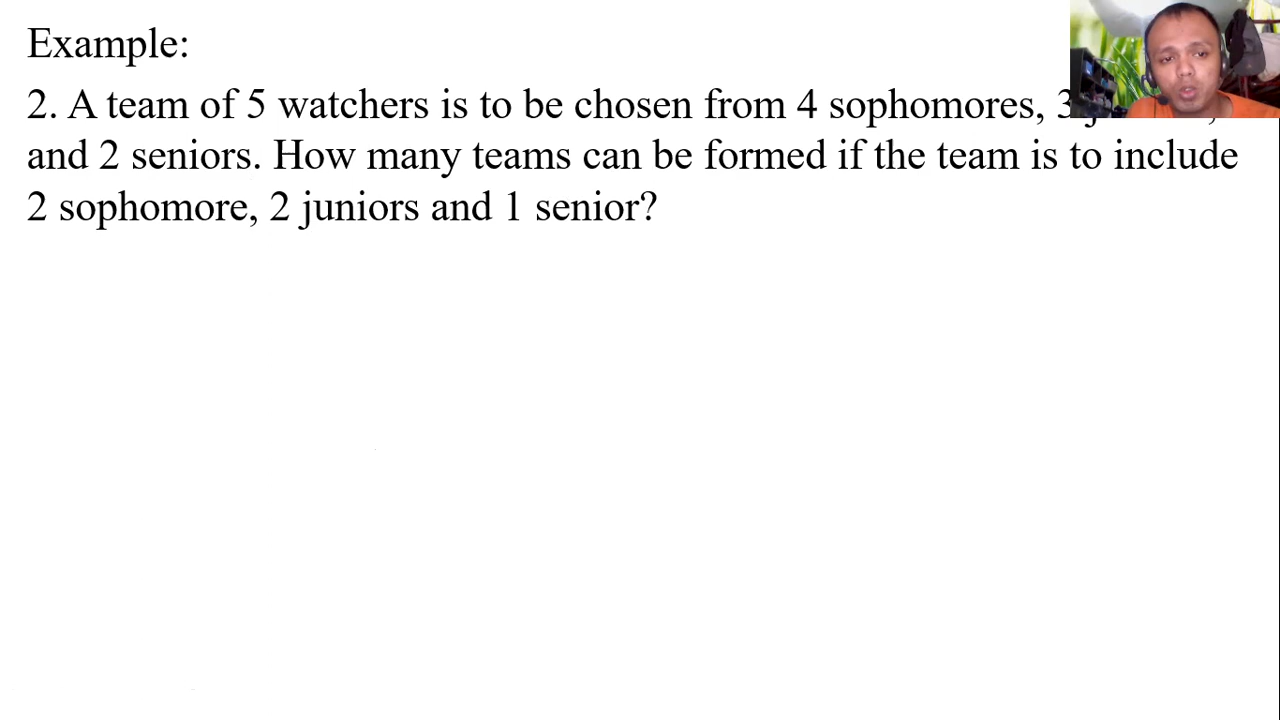 Example:
2. A team of 5 watchers is to be chosen from 4 sophomores, 3
and 2 seniors. How many teams can be formed if the team is to include
2 sophomore, 2 juniors and 1 senior?